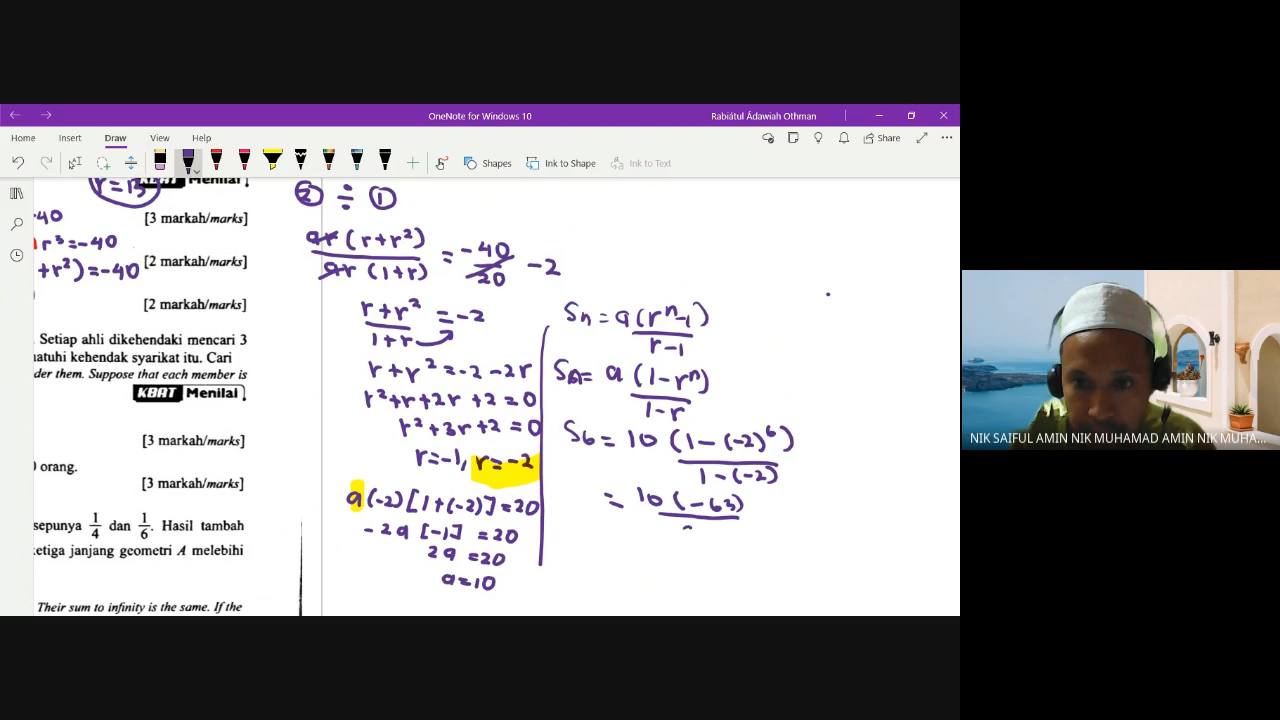 OneNote for Windows 10
Rabiátul Ádawiah Othman
Home Insert Draw View Help
Share
Shapes
Ink to Shape
Ink to Text
r=13
Menilai
[3 markah/marks]
-40
r³=-40
+r²)=-40
[2 markah/marks]
[2 markah/marks]
. Setiap ahli dikehendaki mencari 3
matuhi kehendak syarikat itu. Cari
der them. Suppose that each member is
KBAT Menilai
[3 markah/marks]
0 orang.
[3 markah/marks]
sepunya 1/4 dan 1/6. Hasil tambah
ketiga janjang geometri A melebihi
Their sum to infinity is the same. If the
② ÷ ①
ar(r+r²)/ar(1+r) = -40/20 -2
r+r²/1+r = -2
r+r²=-2-2r
r²+r+2r+2=0
r²+3r+2=0
r=-1, r=-2
a(-2)[1+(-2)]=20
-2a[-1]=20
2a=20
a=10
Sn=a(rⁿ-1)/r-1
Sn=a(1-rⁿ)/1-r
S6=10(1-(-2)⁶)/1-(-2)
=10(-63)
NIK SAIFUL AMIN NIK MUHAMAD AMIN NIK MUHA...